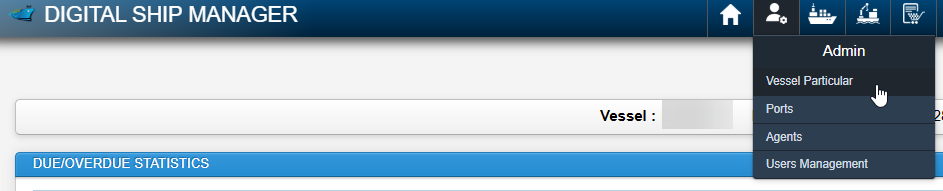 DIGITAL SHIP MANAGER
Admin
Vessel Particular
Ports
Agents
Users Management
Vessel :
DUE/OVERDUE STATISTICS